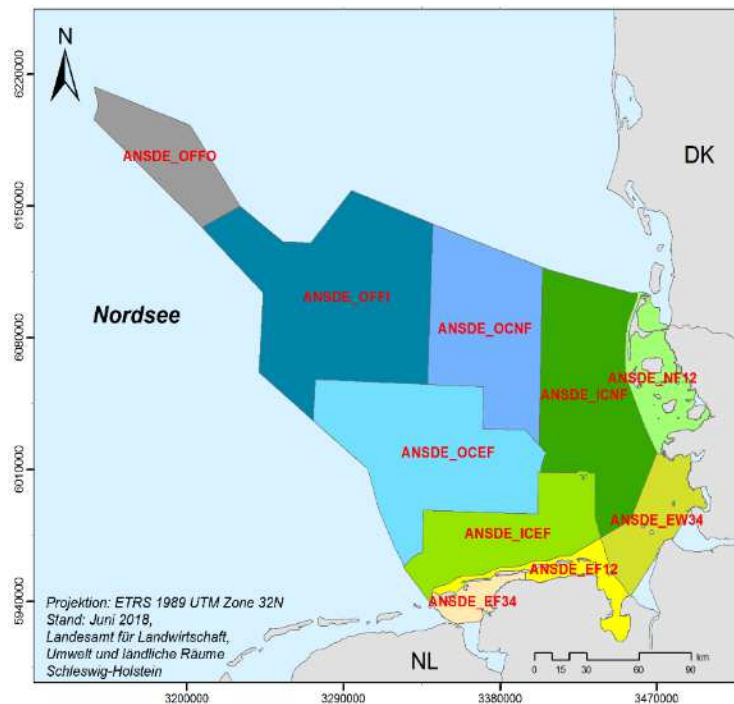 N
6220000
DK
ANSDE_OFFO
6150000
ANSDE_OFFI
Nordsee
ANSDE_OCNF
6080000
ANSDE_NF12
ANSDE_ICNF
ANSDE_OCEF
6010000
ANSDE_EW34
ANSDE_ICEF
ANSDE_EF12
ANSDE_EF34
5940000
Projektion: ETRS 1989 UTM Zone 32N
Stand: Juni 2018,
Landesamt für Landwirtschaft,
Umwelt und ländliche Räume
Schleswig-Holstein
NL
km
0 15 30 60 90
3200000 3290000 3380000 3470000